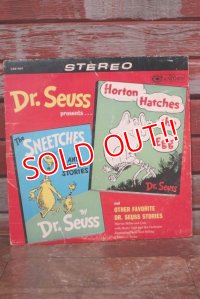 STEREO
Dr. Seuss
presents...
Horton
Hatches
the
Egg!
Dr. Seuss
The
SNEETCHES
AND
STORIES
BY
Dr. Seuss
SOLD OUT!!
and
OTHER FAVORITE
DR. SEUSS STORIES